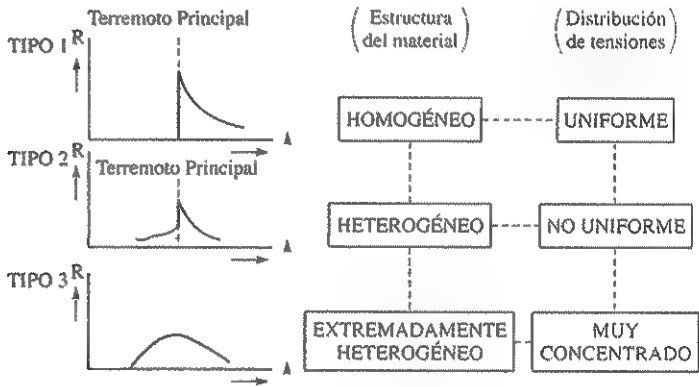 Terremoto Principal
(Estructura del material)
(Distribución de tensiones)
TIPO 1 R
A
HOMOGÉNEO
UNIFORME
TIPO 2 R
Terremoto Principal
A
HETEROGÉNEO
NO UNIFORME
TIPO 3 R
A
EXTREMADAMENTE
HETEROGÉNEO
MUY
CONCENTRADO